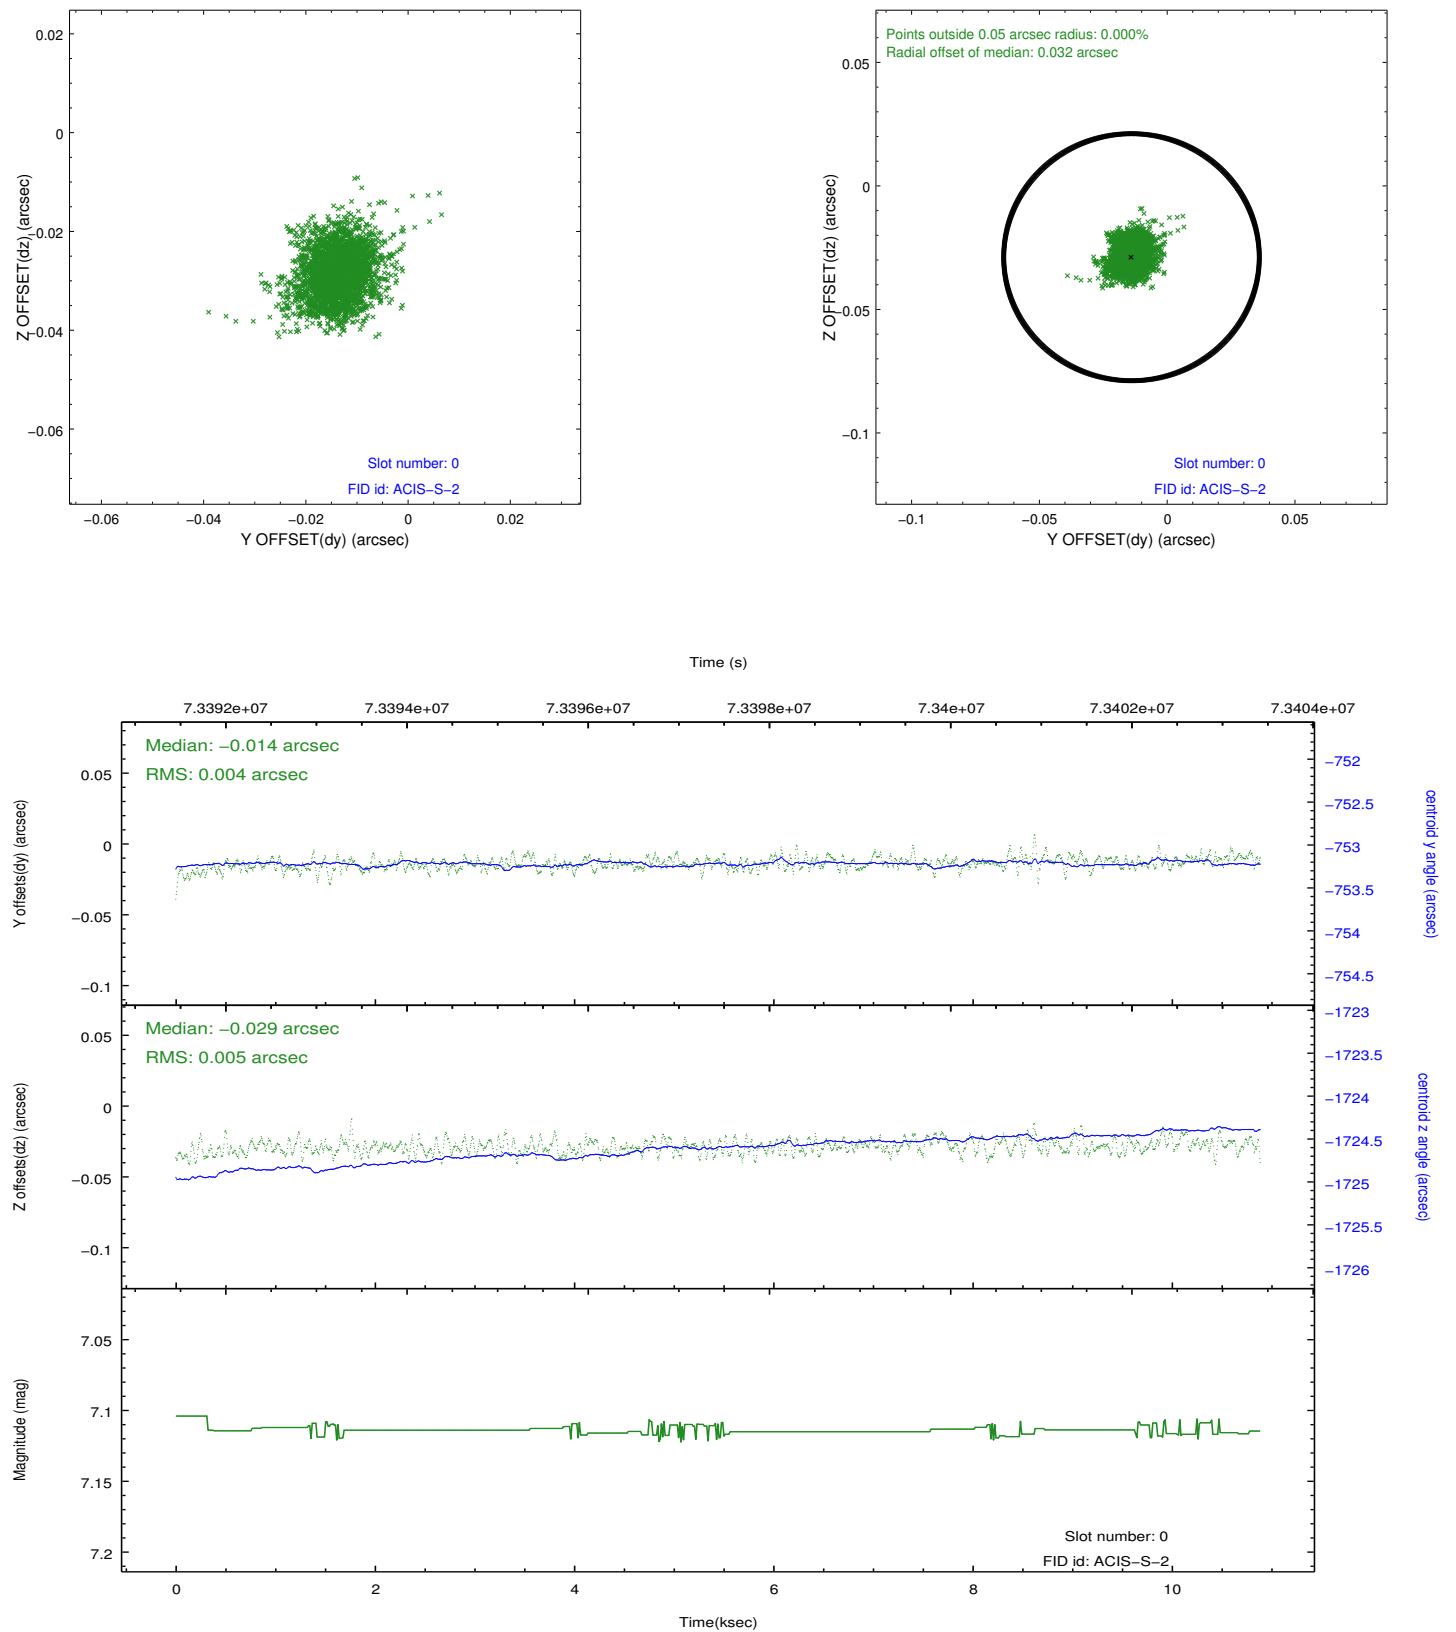 0.02
0
−0.02
−0.04
−0.06
Z OFFSET(dz) (arcsec)
Slot number: 0
FID id: ACIS−S−2
−0.06
−0.04
−0.02
0
0.02
Y OFFSET(dy) (arcsec)
Points outside 0.05 arcsec radius: 0.000%
Radial offset of median: 0.032 arcsec
0.05
0
−0.05
−0.1
Z OFFSET(dz) (arcsec)
Slot number: 0
FID id: ACIS−S−2
−0.1
−0.05
0
0.05
Y OFFSET(dy) (arcsec)
Time (s)
7.3392e+07
7.3394e+07
7.3396e+07
7.3398e+07
7.34e+07
7.3402e+07
7.3404e+07
Median: −0.014 arcsec
RMS: 0.004 arcsec
0.05
0
−0.05
−0.1
Y offsets(dy) (arcsec)
−752
−752.5
−753
−753.5
−754
−754.5
centroid y angle (arcsec)
Median: −0.029 arcsec
RMS: 0.005 arcsec
0.05
0
−0.05
−0.1
Z offsets(dz) (arcsec)
−1723
−1723.5
−1724
−1724.5
−1725
−1725.5
−1726
centroid z angle (arcsec)
7.05
7.1
7.15
7.2
Magnitude (mag)
Slot number: 0
FID id: ACIS−S−2
0
2
4
6
8
10
Time(ksec)